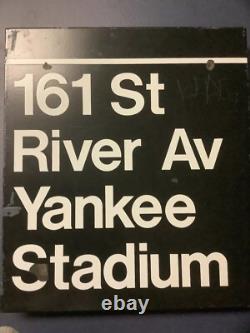 161 St
River Av
Yankee
Stadium